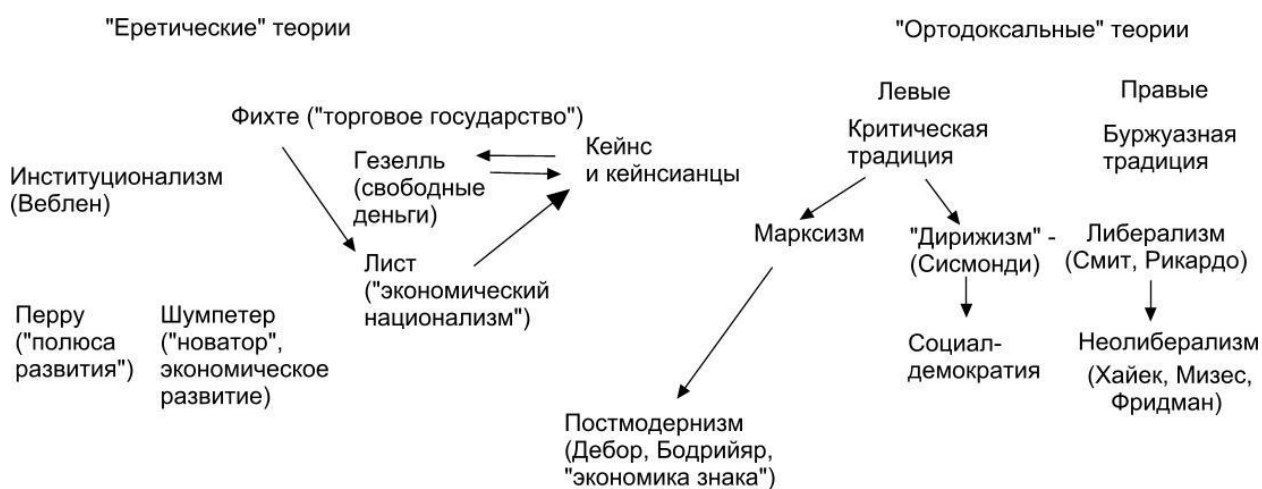 "Еретические" теории
"Ортодоксальные" теории
Левые
Правые
Фихте ("торговое государство")
Критическая
традиция
Буржуазная
традиция
Гезелль
(свободные
деньги)
Кейнс
и кейнсианцы
Институционализм
(Веблен)
Марксизм
"Дирижизм" -
(Сисмонди)
Либерализм
(Смит, Рикардо)
Лист
("экономический
национализм")
Перру
("полюса
развития")
Шумпетер
("новатор",
экономическое
развитие)
Социал-
демократия
Неолиберализм
(Хайек, Мизес,
Фридман)
Постмодернизм
(Дебор, Бодрийяр,
"экономика знака")